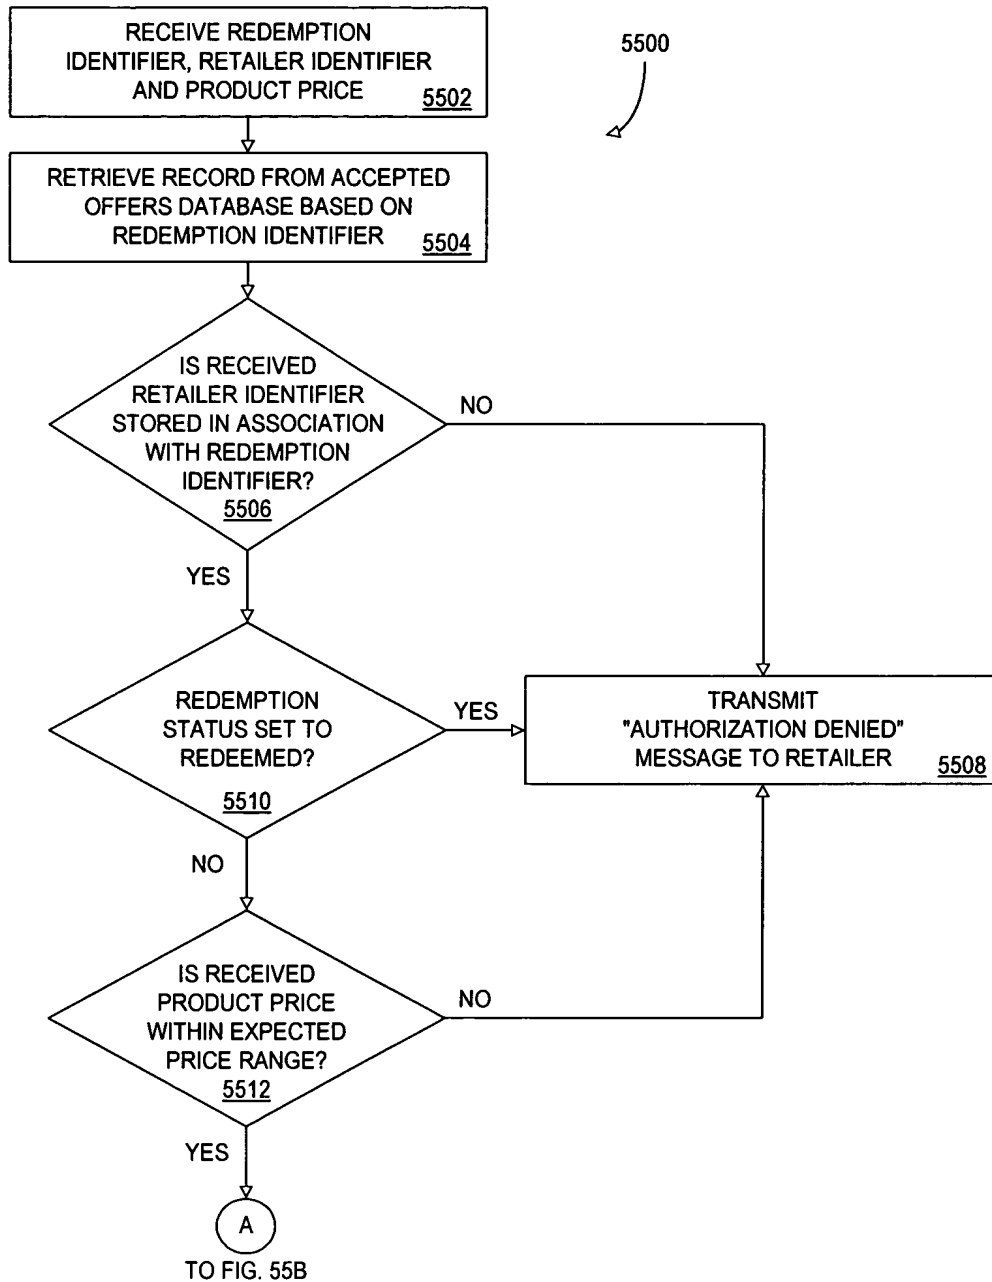 RECEIVE REDEMPTION
IDENTIFIER, RETAILER IDENTIFIER
AND PRODUCT PRICE
5502
5500
RETRIEVE RECORD FROM ACCEPTED
OFFERS DATABASE BASED ON
REDEMPTION IDENTIFIER
5504
IS RECEIVED
RETAILER IDENTIFIER
STORED IN ASSOCIATION
WITH REDEMPTION
IDENTIFIER?
5506
NO
YES
REDEMPTION
STATUS SET TO
REDEEMED?
5510
YES
TRANSMIT
"AUTHORIZATION DENIED"
MESSAGE TO RETAILER
5508
NO
IS RECEIVED
PRODUCT PRICE
WITHIN EXPECTED
PRICE RANGE?
5512
NO
YES
A
TO FIG. 55B